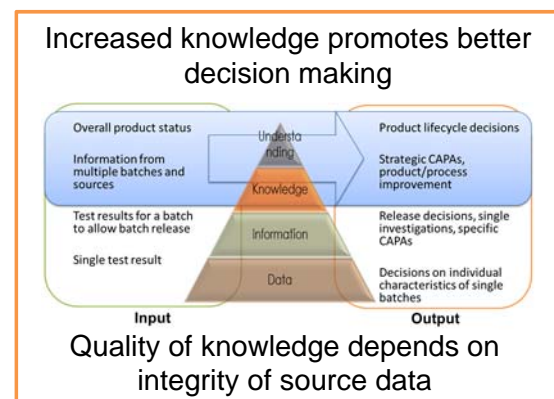 Increased knowledge promotes better
decision making
Overall product status
Information from
multiple batches and
sources
Test results for a batch
to allow batch release
Single test result
Understa
nding
Knowledge
Information
Data
Product lifecycle decisions
Strategic CAPAs,
product/process
improvement
Release decisions, single
investigations, specific
CAPAs
Decisions on individual
characteristics of single
batches
Input
Output
Quality of knowledge depends on
integrity of source data